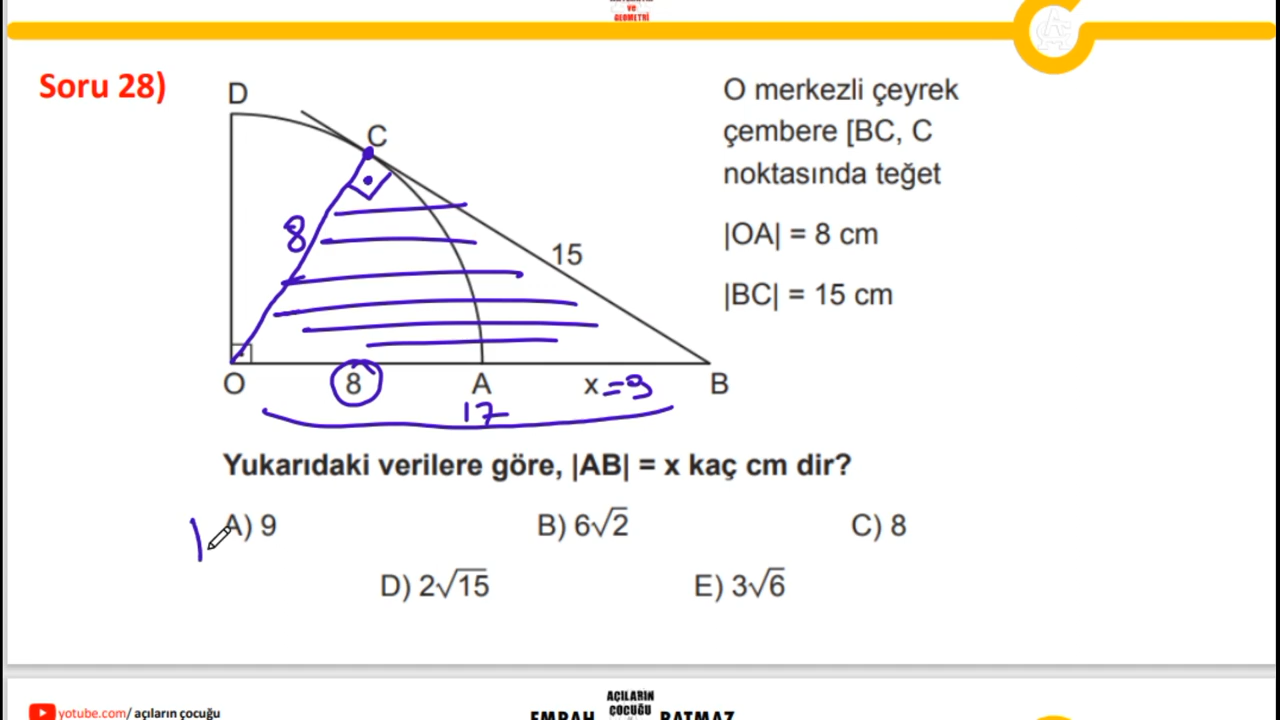 VE
GEOMETRİ
Soru 28)
D
C
8
15
O
8
A
x = 9
B
17
O merkezli çeyrek
çembere [BC, C
noktasında teğet
|OA| = 8 cm
|BC| = 15 cm
Yukarıdaki verilere göre, |AB| = x kaç cm dir?
A) 9
B) 6√2
C) 8
D) 2√15
E) 3√6
yotube.com/ açıların çocuğu
EMRAH
AÇILARIN
ÇOCUĞU
BATMAZ